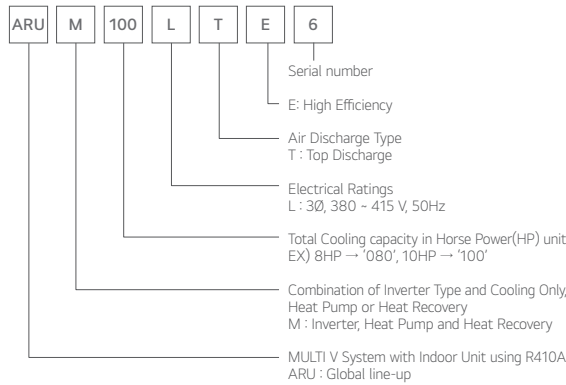 ARU M 100 L T E 6
Serial number
E: High Efficiency
Air Discharge Type
T : Top Discharge
Electrical Ratings
L : 3Ø, 380 ~ 415 V, 50Hz
Total Cooling capacity in Horse Power(HP) unit
EX) 8HP → '080', 10HP → '100'
Combination of Inverter Type and Cooling Only,
Heat Pump or Heat Recovery
M : Inverter, Heat Pump and Heat Recovery
MULTI V System with Indoor Unit using R410A
ARU : Global line-up